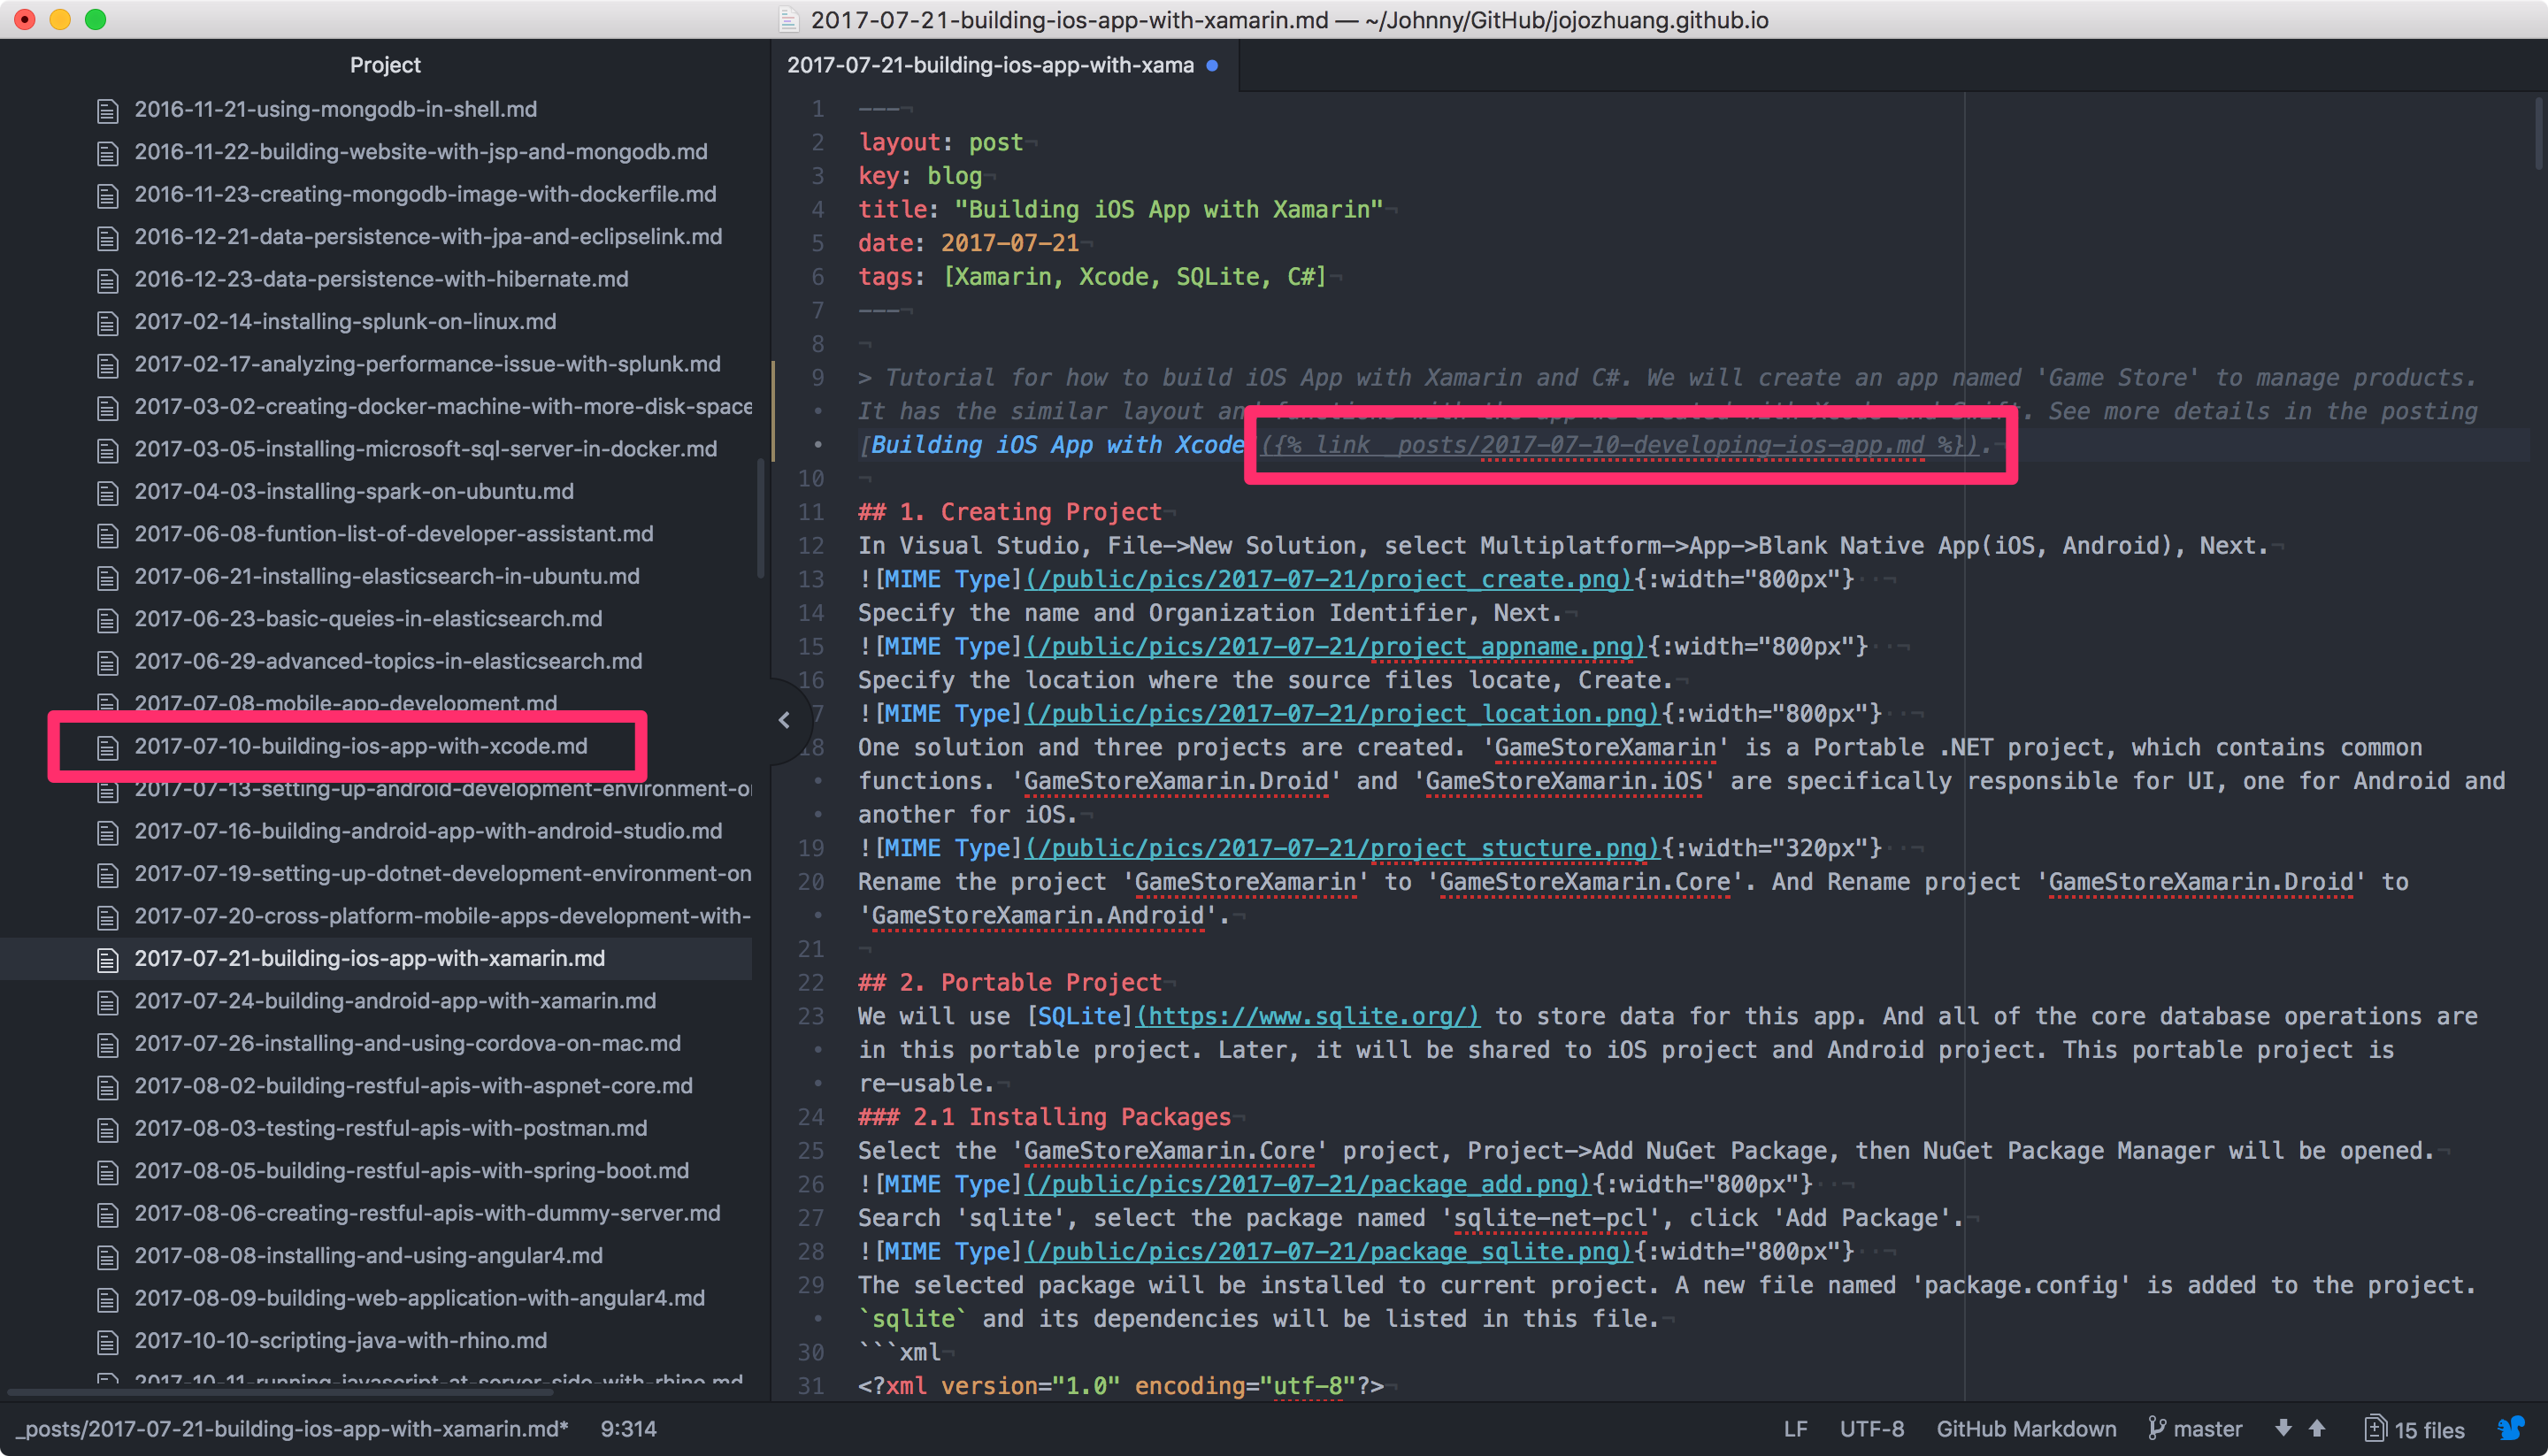 2017-07-21-building-ios-app-with-xamarin.md — ~/Johnny/GitHub/jojozhuang.github.io
Project
2016-11-21-using-mongodb-in-shell.md
2016-11-22-building-website-with-jsp-and-mongodb.md
2016-11-23-creating-mongodb-image-with-dockerfile.md
2016-12-21-data-persistence-with-jpa-and-eclipselink.md
2016-12-23-data-persistence-with-hibernate.md
2017-02-14-installing-splunk-on-linux.md
2017-02-17-analyzing-performance-issue-with-splunk.md
2017-03-02-creating-docker-machine-with-more-disk-space
2017-03-05-installing-microsoft-sql-server-in-docker.md
2017-04-03-installing-spark-on-ubuntu.md
2017-06-08-funtion-list-of-developer-assistant.md
2017-06-21-installing-elasticsearch-in-ubuntu.md
2017-06-23-basic-queies-in-elasticsearch.md
2017-06-29-advanced-topics-in-elasticsearch.md
2017-07-08-mobile-app-development.md
2017-07-10-building-ios-app-with-xcode.md
2017-07-13-setting-up-android-development-environment-o
2017-07-16-building-android-app-with-android-studio.md
2017-07-19-setting-up-dotnet-development-environment-on
2017-07-20-cross-platform-mobile-apps-development-with-
2017-07-21-building-ios-app-with-xamarin.md
2017-07-24-building-android-app-with-xamarin.md
2017-07-26-installing-and-using-cordova-on-mac.md
2017-08-02-building-restful-apis-with-aspnet-core.md
2017-08-03-testing-restful-apis-with-postman.md
2017-08-05-building-restful-apis-with-spring-boot.md
2017-08-06-creating-restful-apis-with-dummy-server.md
2017-08-08-installing-and-using-angular4.md
2017-08-09-building-web-application-with-angular4.md
2017-10-10-scripting-java-with-rhino.md
2017-10-11-running-javascript-at-server-side-with-rhino.md
2017-07-21-building-ios-app-with-xama
1 ---¬
2 layout: post¬
3 key: blog¬
4 title: "Building iOS App with Xamarin"¬
5 date: 2017-07-21¬
6 tags: [Xamarin, Xcode, SQLite, C#]¬
7 ---¬
8 ¬
9 > Tutorial for how to build iOS App with Xamarin and C#. We will create an app named 'Game Store' to manage products.
• It has the similar layout and functions with the app we created with Xcode and Swift. See more details in the posting
• [Building iOS App with Xcode]({% link _posts/2017-07-10-developing-ios-app.md %}).¬
10 ¬
11 ## 1. Creating Project¬
12 In Visual Studio, File->New Solution, select Multiplatform->App->Blank Native App(iOS, Android), Next.¬
13 ![MIME Type](/public/pics/2017-07-21/project_create.png){:width="800px"}··¬
14 Specify the name and Organization Identifier, Next.¬
15 ![MIME Type](/public/pics/2017-07-21/project_appname.png){:width="800px"}··¬
16 Specify the location where the source files locate, Create.¬
7 ![MIME Type](/public/pics/2017-07-21/project_location.png){:width="800px"}··¬
18 One solution and three projects are created. 'GameStoreXamarin' is a Portable .NET project, which contains common
• functions. 'GameStoreXamarin.Droid' and 'GameStoreXamarin.iOS' are specifically responsible for UI, one for Android and
• another for iOS.¬
19 ![MIME Type](/public/pics/2017-07-21/project_stucture.png){:width="320px"}··¬
20 Rename the project 'GameStoreXamarin' to 'GameStoreXamarin.Core'. And Rename project 'GameStoreXamarin.Droid' to
• 'GameStoreXamarin.Android'.¬
21 ¬
22 ## 2. Portable Project¬
23 We will use [SQLite](https://www.sqlite.org/) to store data for this app. And all of the core database operations are
• in this portable project. Later, it will be shared to iOS project and Android project. This portable project is
• re-usable.¬
24 ### 2.1 Installing Packages¬
25 Select the 'GameStoreXamarin.Core' project, Project->Add NuGet Package, then NuGet Package Manager will be opened.¬
26 ![MIME Type](/public/pics/2017-07-21/package_add.png){:width="800px"}··¬
27 Search 'sqlite', select the package named 'sqlite-net-pcl', click 'Add Package'.¬
28 ![MIME Type](/public/pics/2017-07-21/package_sqlite.png){:width="800px"}··¬
29 The selected package will be installed to current project. A new file named 'package.config' is added to the project.
• `sqlite` and its dependencies will be listed in this file.¬
30 ```xml¬
31 <?xml version="1.0" encoding="utf-8"?>¬
_posts/2017-07-21-building-ios-app-with-xamarin.md* 9:314 LF UTF-8 GitHub Markdown master 15 files